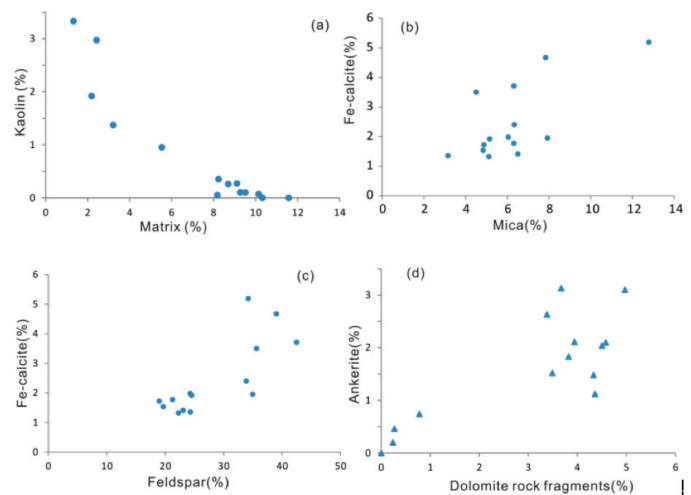 (a)
Kaolin (%)
3
2
1
0
0 2 4 6 8 10 12 14
Matrix (%)
(b)
Fe-calcite(%)
6
5
4
3
2
1
0
0 2 4 6 8 10 12 14
Mica(%)
(c)
Fe-calcite(%)
6
5
4
3
2
1
0
0 10 20 30 40 50
Feldspar(%)
(d)
Ankerite(%)
3
2
1
0
0 1 2 3 4 5 6
Dolomite rock fragments(%)